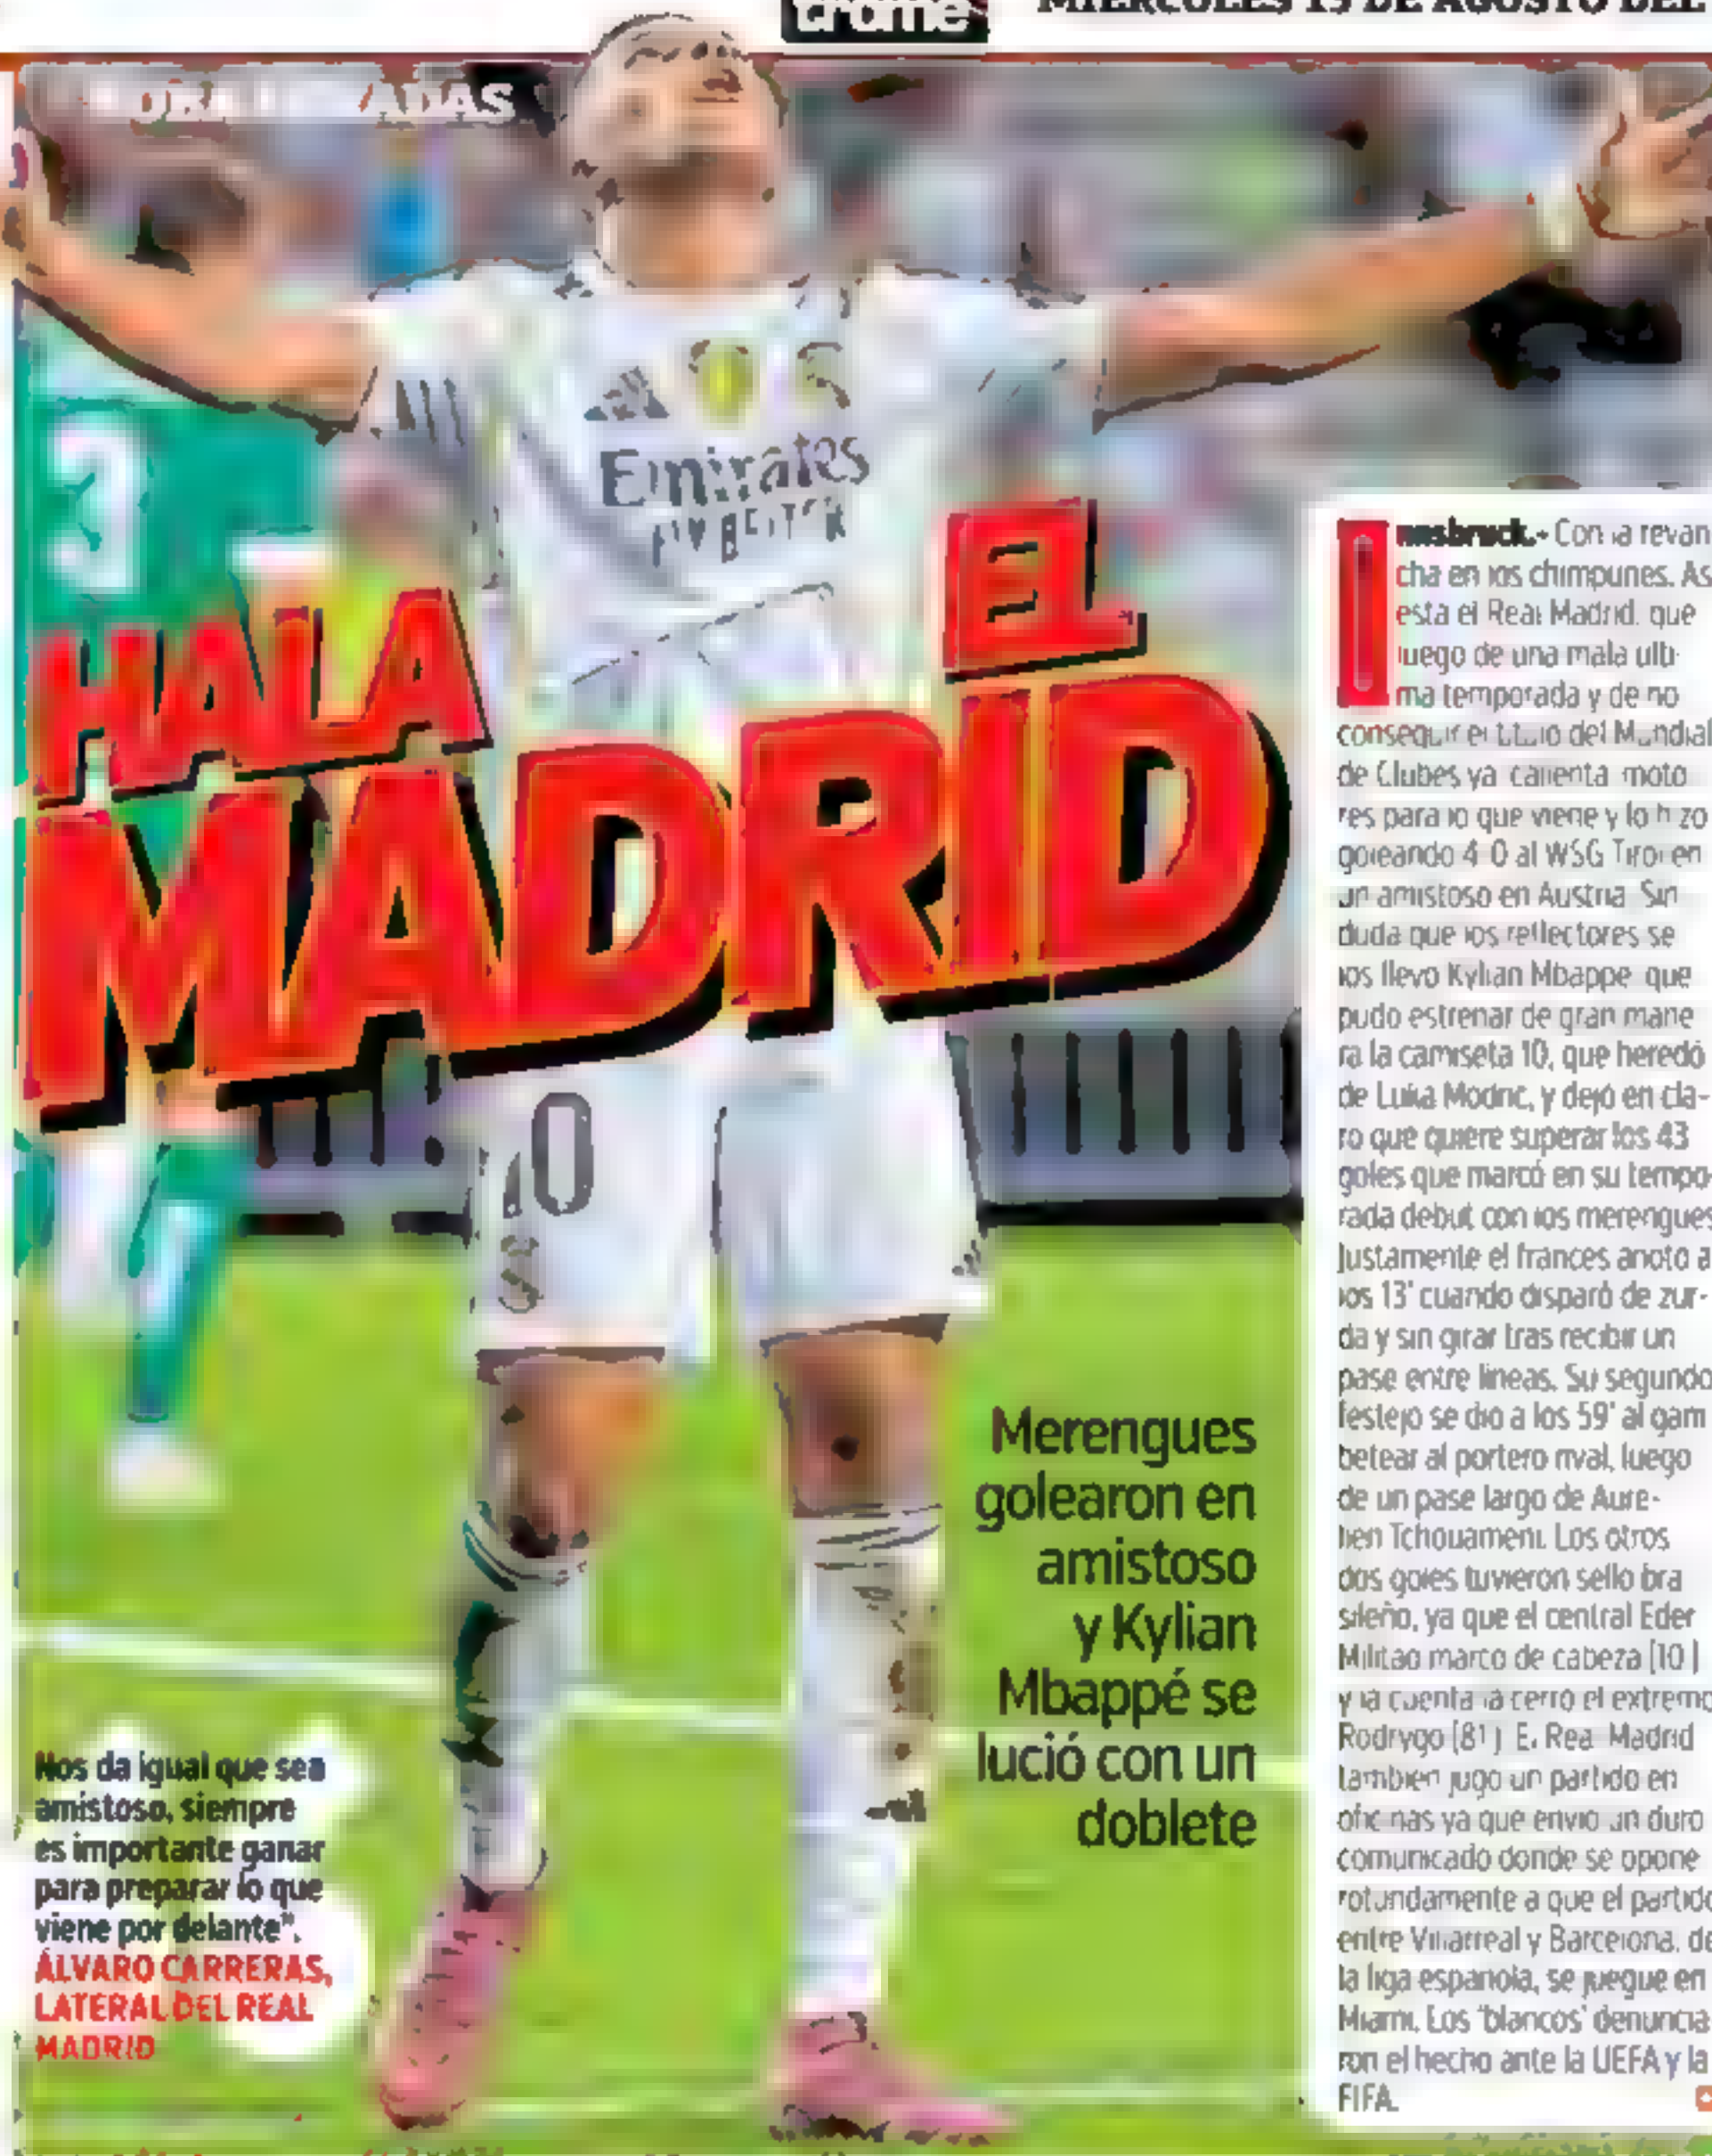 trome
MIÉRCOLES 13 DE AGOSTO DEL
HALA
EL
MADRID
Emirates
10
Innsbruck.- Con la revan
cha en los chimpunes. As
está el Real Madrid, que
luego de una mala últi-
ma temporada y de no
conseguir el título del Mundial
de Clubes ya calienta moto
res para lo que viene y lo hizo
goleando 4-0 al WSG Tirol en
un amistoso en Austria. Sin
duda que los reflectores se
los llevó Kylian Mbappé, que
pudo estrenar de gran mane
ra la camiseta 10, que heredó
de Luka Modric, y dejó en cla-
ro que quiere superar los 43
goles que marcó en su tempo-
rada debut con los merengues
Justamente el francés anotó a
los 13' cuando disparó de zur-
da y sin girar tras recibir un
pase entre líneas. Su segundo
festejo se dio a los 59' al gam
betear al portero rival, luego
de un pase largo de Aure-
lien Tchouameni. Los otros
dos goles tuvieron sello bra
sileño, ya que el central Eder
Militao marcó de cabeza (10')
y la cuenta la cerró el extremo
Rodrygo (81'). El Real Madrid
también jugó un partido en
oficinas ya que envió un duro
comunicado donde se opone
rotundamente a que el partido
entre Villarreal y Barcelona, de
la liga española, se juegue en
Miami. Los 'blancos' denuncia
ron el hecho ante la UEFA y la
FIFA.
Merengues
golearon en
amistoso
y Kylian
Mbappé se
lució con un
doblete
Nos da igual que sea
amistoso, siempre
es importante ganar
para preparar lo que
viene por delante".
ÁLVARO CARRERAS,
LATERAL DEL REAL
MADRID